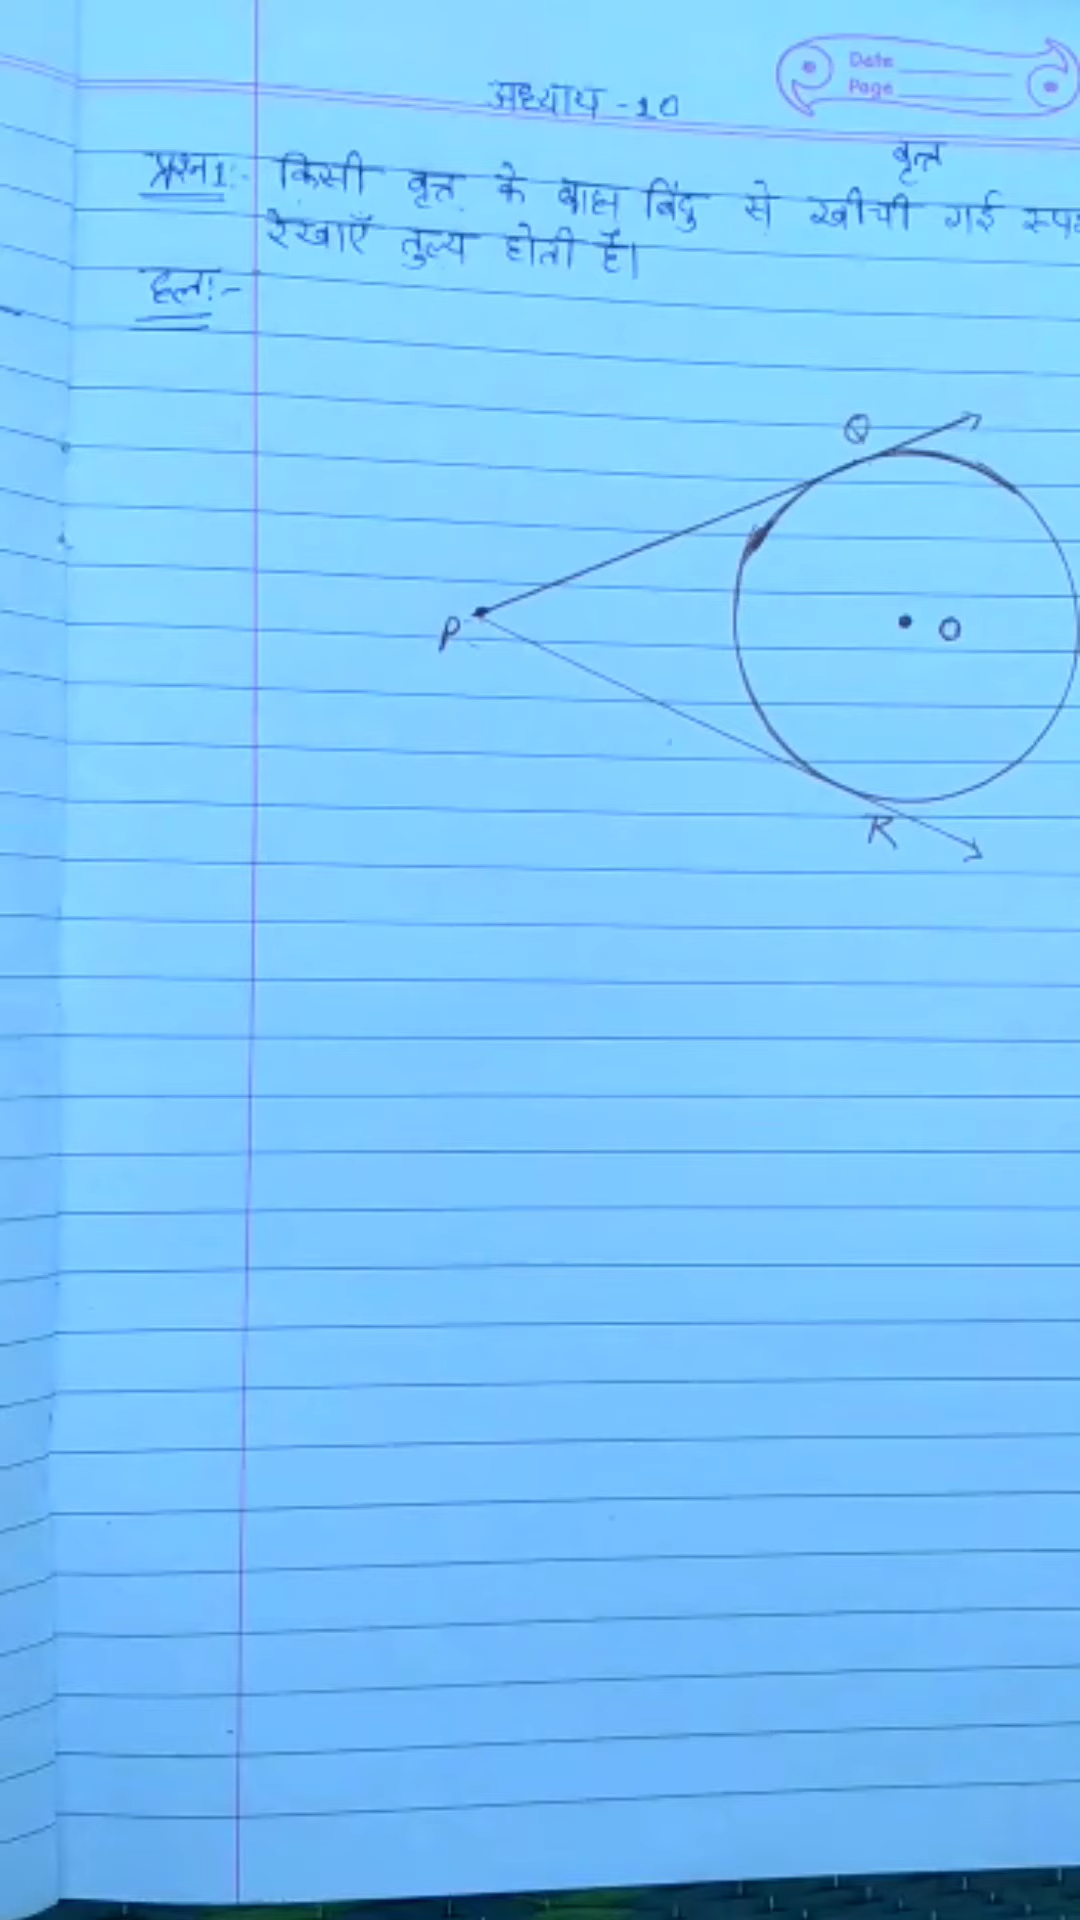 Date
Page
अध्याय - 10
वृत्त
प्रश्न1:- किसी वृत्त के बाह्य बिंदु से खीची गई
रेखाएँ तुल्य होती है।
हल:-
Q
P
O
R